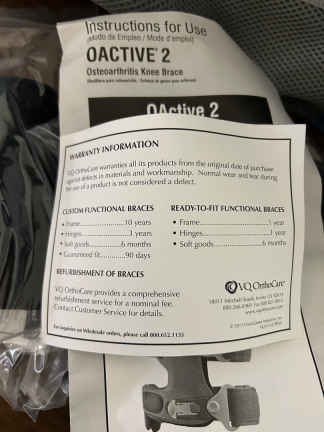 Instructions for Use
(Modo de Empleo / Mode d'emploi)
OACTIVE® 2
Osteoarthritis Knee Brace
OActive 2
WARRANTY INFORMATION
VQ OrthoCare warranties all its products from the original date of purchase
against defects in materials and workmanship. Normal wear and tear during
the use of a product is not considered a defect.
CUSTOM FUNCTIONAL BRACES
• Frame...............10 years
• Hinges...............3 years
• Soft goods..........6 months
• Guaranteed fit.........90 days
READY-TO-FIT FUNCTIONAL BRACES
• Frame...............1 year
• Hinges...............1 year
• Soft goods...............6 months
REFURBISHMENT OF BRACES
VQ OrthoCare provides a comprehensive
refurbishment service for a nominal fee.
Contact Customer Service for details.
For inquiries on Wholesale orders, please call 800.652.1135
VQ OrthoCare
www.vqorthocare.com